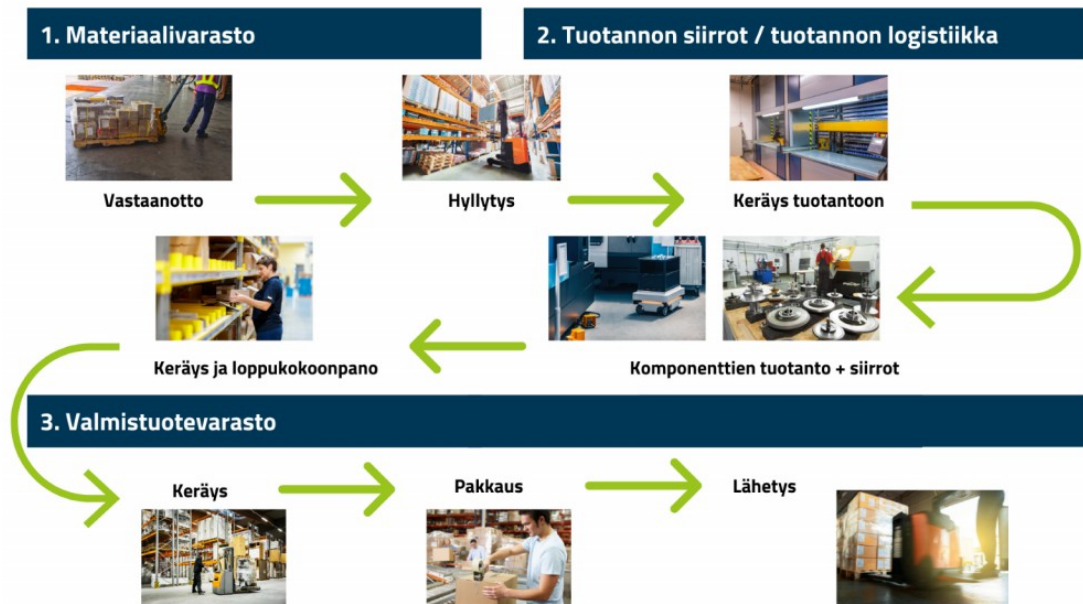 1. Materiaalivarasto
2. Tuotannon siirrot / tuotannon logistiikka
Vastaanotto
Hyllytys
Keräys tuotantoon
Keräys ja loppukokoonpano
Komponenttien tuotanto + siirrot
3. Valmistuotevarasto
Keräys
Pakkaus
Lähetys